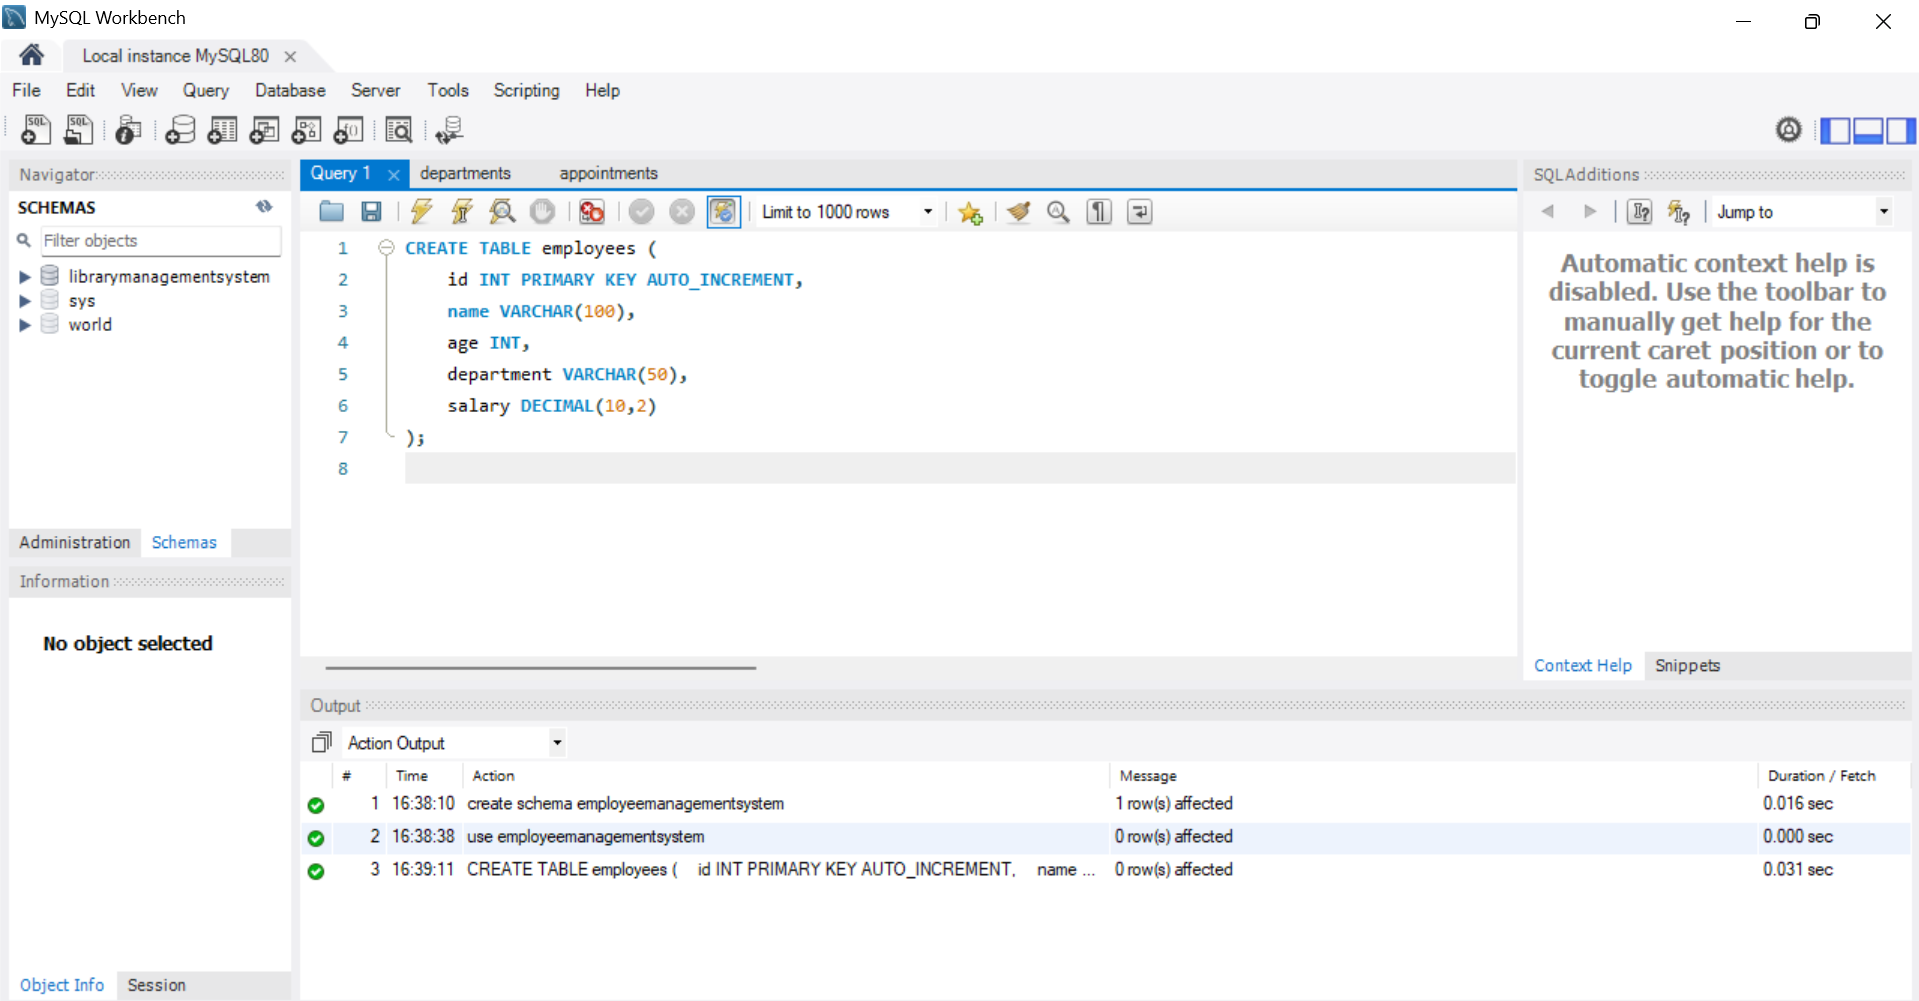 MySQL Workbench
Local instance MySQL80
File Edit View Query Database Server Tools Scripting Help
Navigator
SCHEMAS
Filter objects
librarymanagementsystem
sys
world
Administration Schemas
Information
No object selected
Object Info Session
Query 1 departments appointments
Limit to 1000 rows
1 CREATE TABLE employees (
2 id INT PRIMARY KEY AUTO_INCREMENT,
3 name VARCHAR(100),
4 age INT,
5 department VARCHAR(50),
6 salary DECIMAL(10,2)
7 );
8
SQLAdditions
Jump to
Automatic context help is
disabled. Use the toolbar to
manually get help for the
current caret position or to
toggle automatic help.
Context Help Snippets
Output
Action Output
# Time Action Message Duration / Fetch
1 16:38:10 create schema employeemanagementsystem 1 row(s) affected 0.016 sec
2 16:38:38 use employeemanagementsystem 0 row(s) affected 0.000 sec
3 16:39:11 CREATE TABLE employees ( id INT PRIMARY KEY AUTO_INCREMENT, name ... 0 row(s) affected 0.031 sec